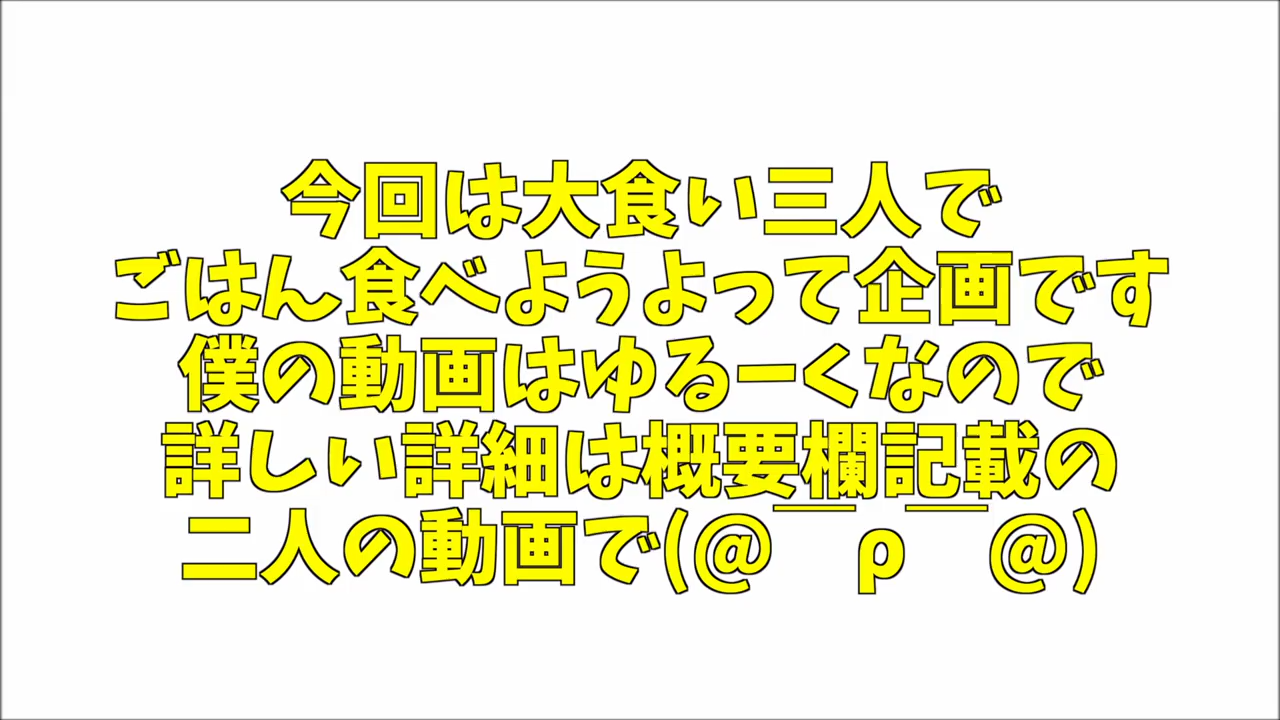 今回は大食い三人で
ごはん食べようよって企画です
僕の動画はゆるーくなので
詳しい詳細は概要欄記載の
二人の動画で(@￣ρ￣@)